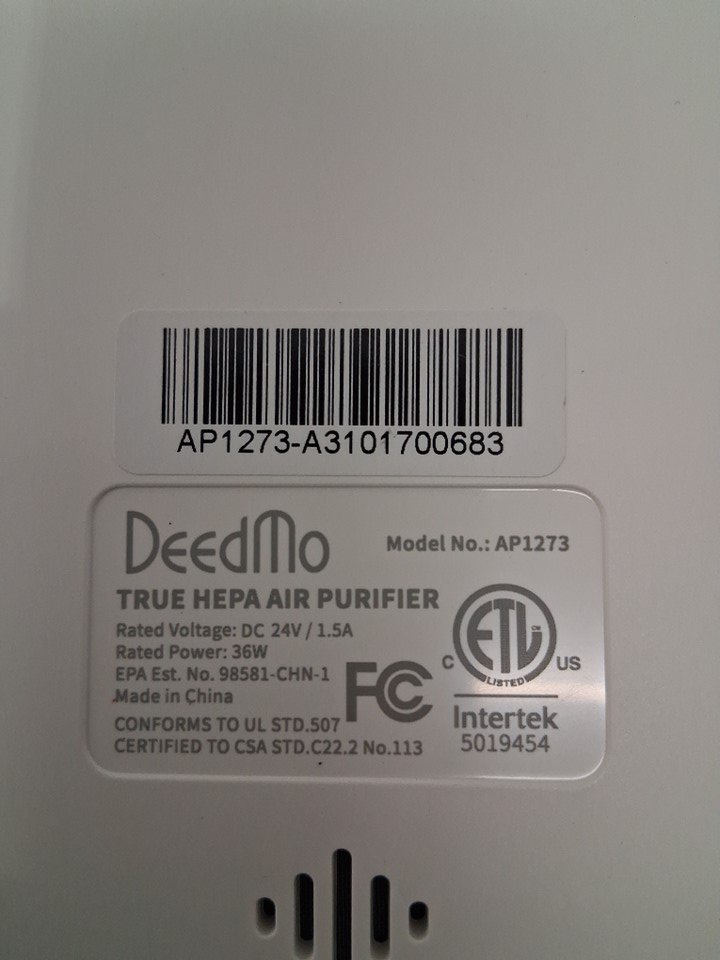 AP1273-A3101700683
DeedMo
Model No.: AP1273
TRUE HEPA AIR PURIFIER
Rated Voltage: DC 24V / 1.5A
Rated Power: 36W
EPA Est. No. 98581-CHN-1
Made in China
CONFORMS TO UL STD.507
CERTIFIED TO CSA STD.C22.2 No.113
FC
ETL
CM
LISTED
C US
Intertek
5019454